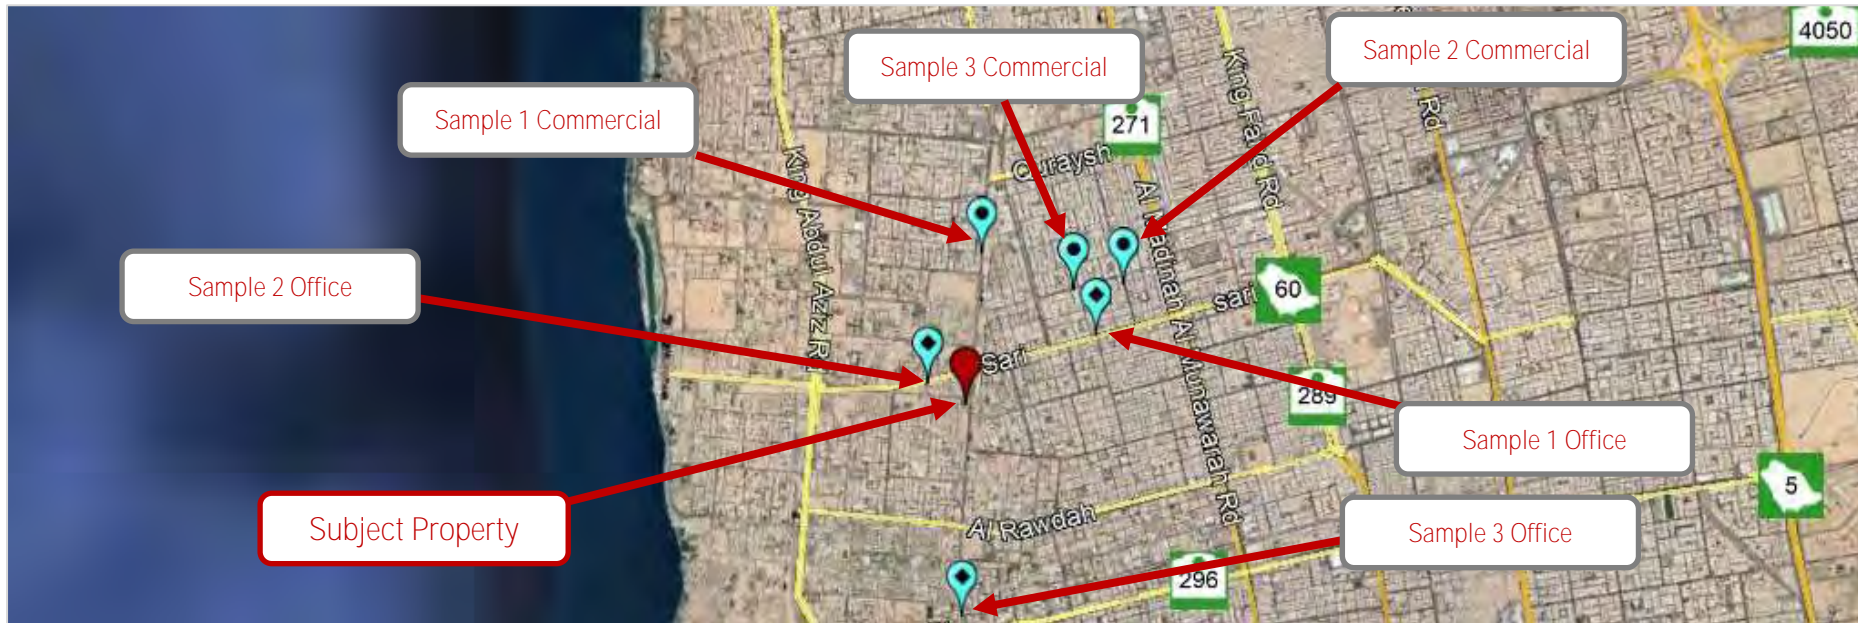 4050
Sample 2 Commercial
Sample 3 Commercial
Sample 1 Commercial
271
Quraysh
King Fahd Rd
Rd
King Abdul Aziz Rd
Al Madinah Al Munawarah Rd
Sample 2 Office
sari
60
Sari
289
Sample 1 Office
5
Subject Property
Al Rawdah
Sample 3 Office
296